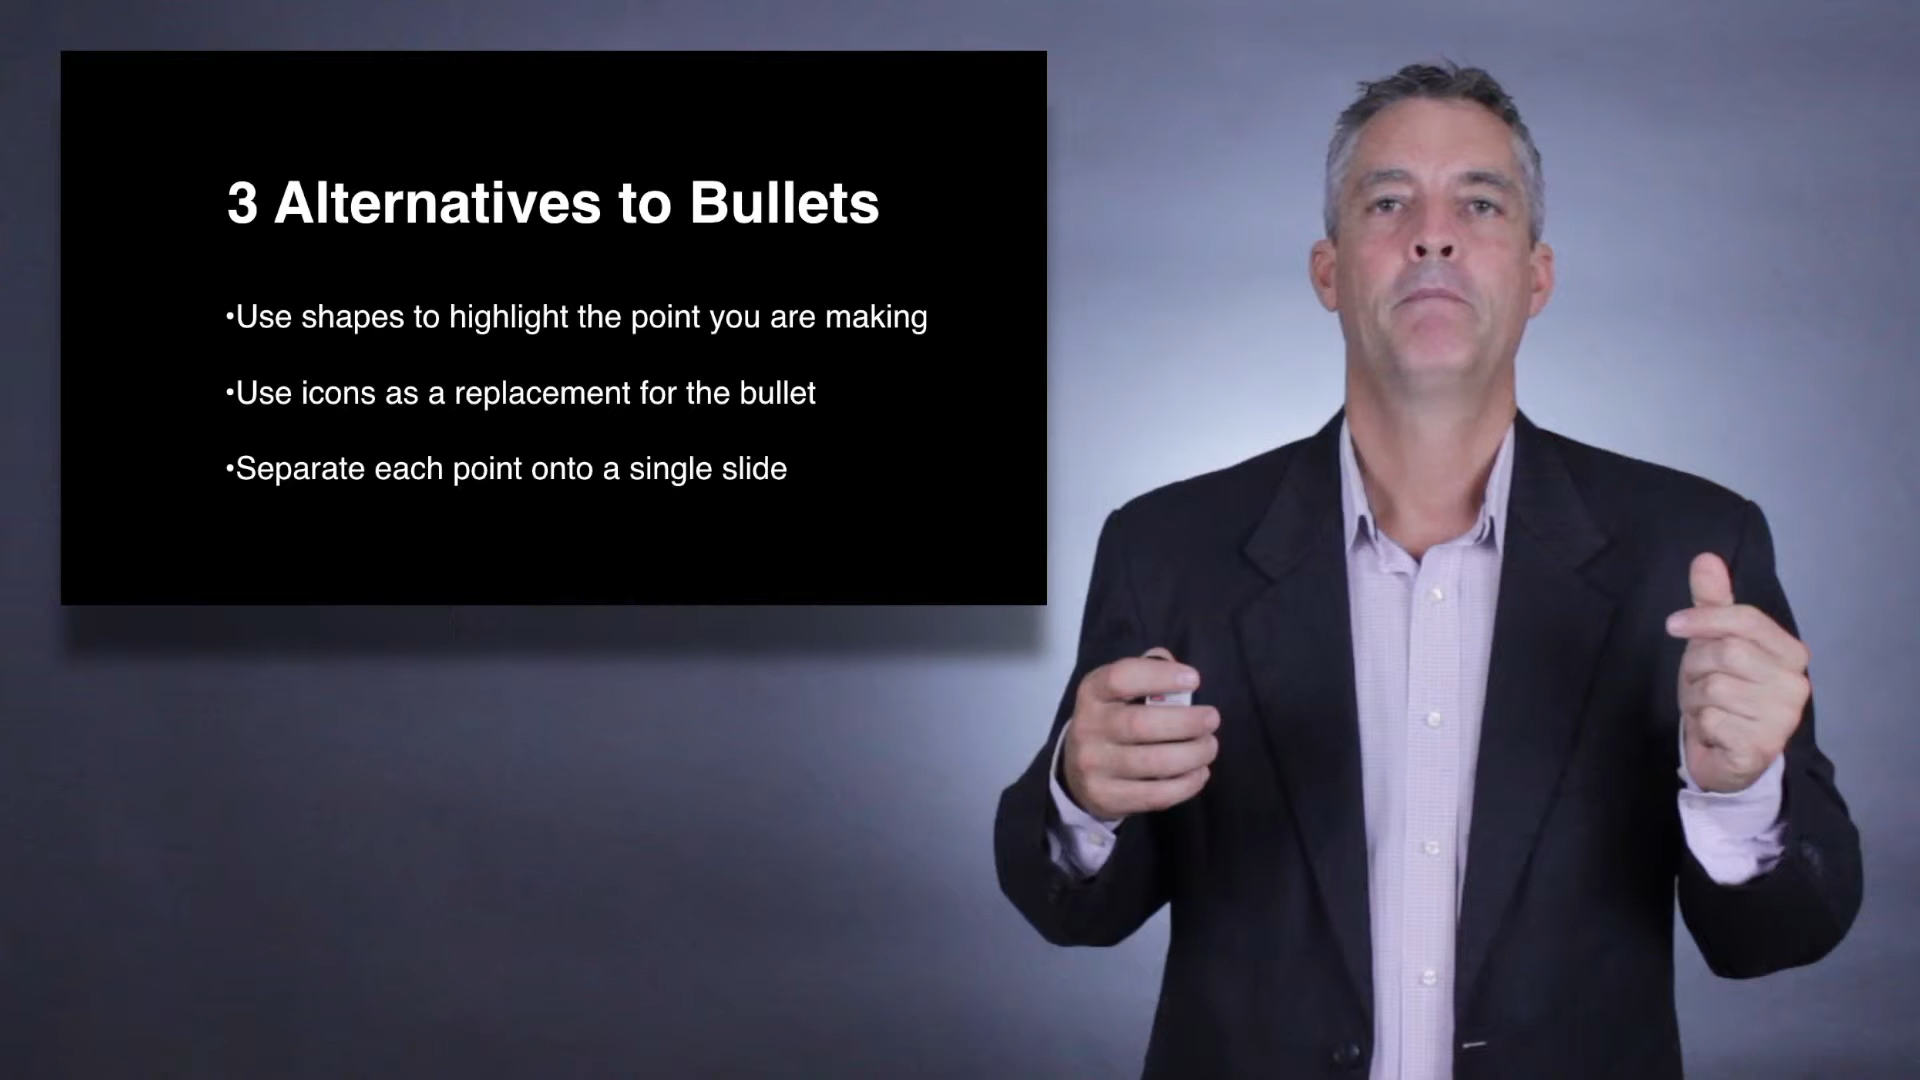 3 Alternatives to Bullets
•Use shapes to highlight the point you are making
•Use icons as a replacement for the bullet
•Separate each point onto a single slide